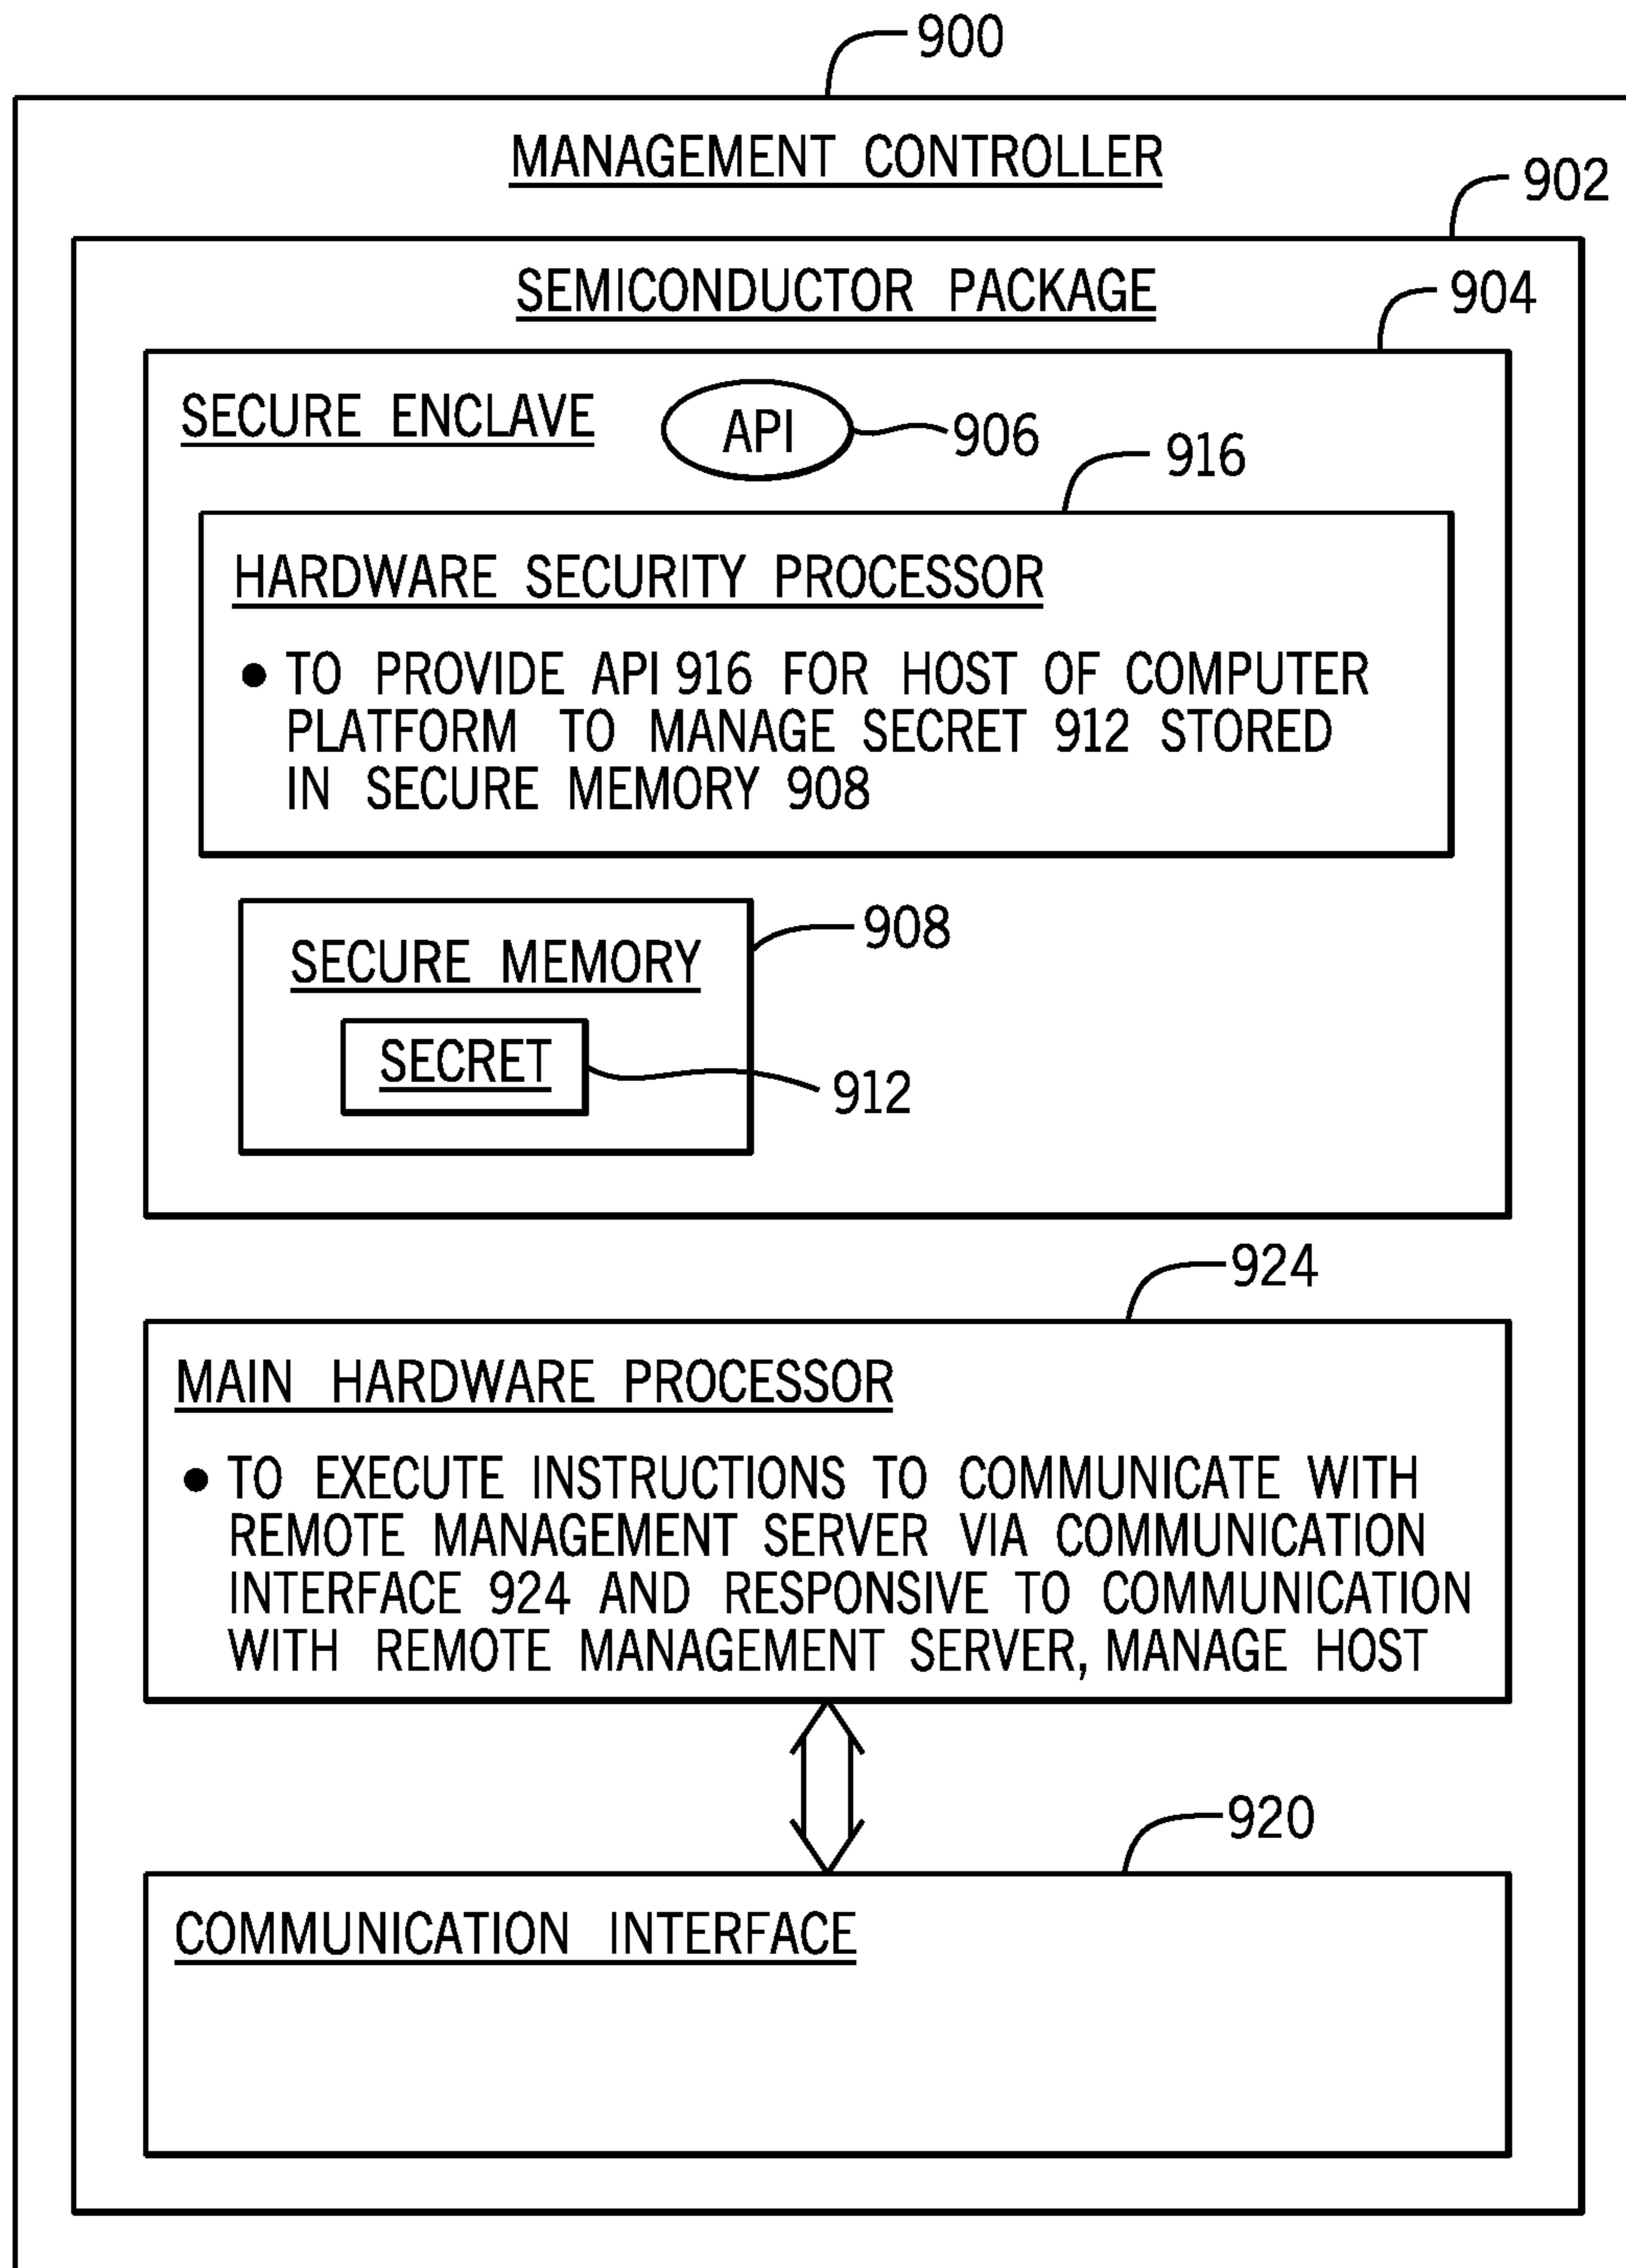 900
MANAGEMENT CONTROLLER
902
SEMICONDUCTOR PACKAGE
904
SECURE ENCLAVE
API
906
916
HARDWARE SECURITY PROCESSOR
● TO PROVIDE API 916 FOR HOST OF COMPUTER
PLATFORM TO MANAGE SECRET 912 STORED
IN SECURE MEMORY 908
908
SECURE MEMORY
SECRET
912
924
MAIN HARDWARE PROCESSOR
● TO EXECUTE INSTRUCTIONS TO COMMUNICATE WITH
REMOTE MANAGEMENT SERVER VIA COMMUNICATION
INTERFACE 924 AND RESPONSIVE TO COMMUNICATION
WITH REMOTE MANAGEMENT SERVER, MANAGE HOST
920
COMMUNICATION INTERFACE